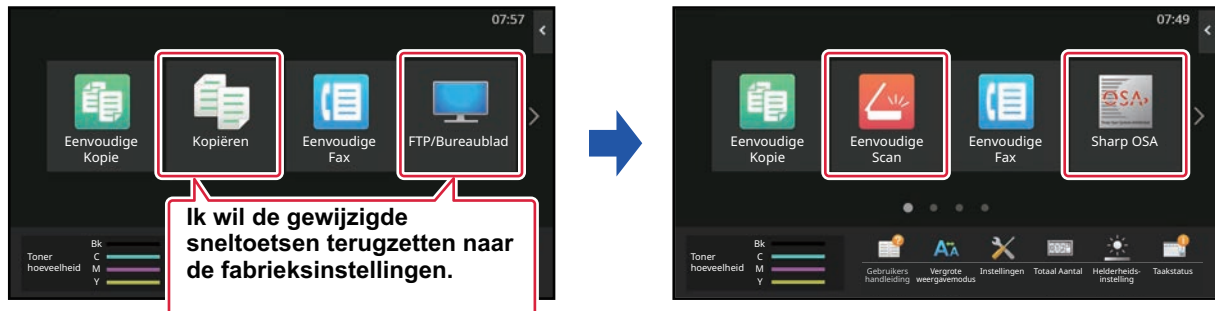 07:57
Eenvoudige
Kopie
Kopiëren
Eenvoudige
Fax
FTP/Bureaublad
Ik wil de gewijzigde
sneltoetsen terugzetten naar
de fabrieksinstellingen.
Toner
hoeveelheid
Bk
C
M
Y
07:49
Eenvoudige
Kopie
Eenvoudige
Scan
Eenvoudige
Fax
OSA
Sharp OSA
Toner
hoeveelheid
Bk
C
M
Y
Gebruikers
handleiding
Vergrote
weergavemodus
Instellingen
Totaal Aantal
Helderheids-
instelling
Taakstatus